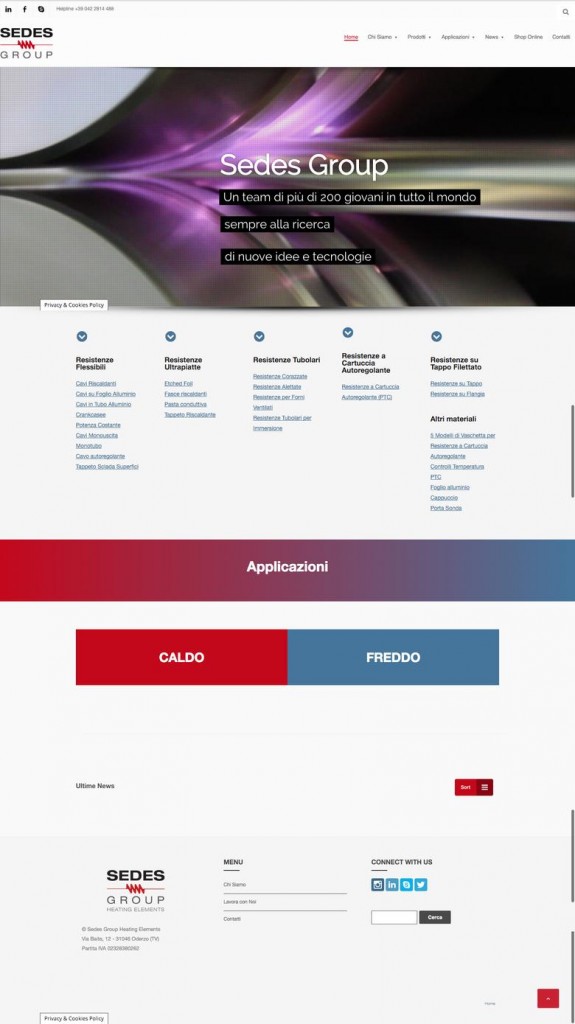 Helpline +39 042 2814 488
SEDES
GROUP
Home
Chi Siamo
Prodotti
Applicazioni
News
Shop Online
Contatti
Sedes Group
Un team di più di 200 giovani in tutto il mondo
sempre alla ricerca
di nuove idee e tecnologie
Privacy & Cookies Policy
Resistenze
Flessibili
Cavi Riscaldanti
Cavi su Foglio Alluminio
Cavi in Tubo Alluminio
Crankcasee
Potenza Costante
Cavi Monouscita
Monotubo
Cavo autoregolante
Tappeto Sciada Superfici
Resistenze
Ultrapiatte
Etched Foil
Fasce riscaldanti
Pasta conduttiva
Tappeto Riscaldante
Resistenze Tubolari
Resistenze Corazzate
Resistenze Alettate
Resistenze per Forni
Ventilati
Resistenze Tubolari per
Immersione
Resistenze a
Cartuccia
Autoregolante
Resistenze a Cartuccia
Autoregolante (PTC)
Resistenze su
Tappo Filettato
Resistenze su Tappo
Resistenze su Flangia
Altri materiali
5 Modelli di Vaschetta per
Resistenze a Cartuccia
Autoregolante
Controlli Temperatura
PTC
Foglio alluminio
Cappuccio
Porta Sonda
Applicazioni
CALDO
FREDDO
Ultime News
Sort
SEDES
GROUP
HEATING ELEMENTS
© Sedes Group Heating Elements
Via Beda, 12 - 31046 Oderzo (TV)
MENU
Chi Siamo
Lavora con Noi
Contatti
CONNECT WITH US
Cerca
Home
Privacy & Cookies Policy